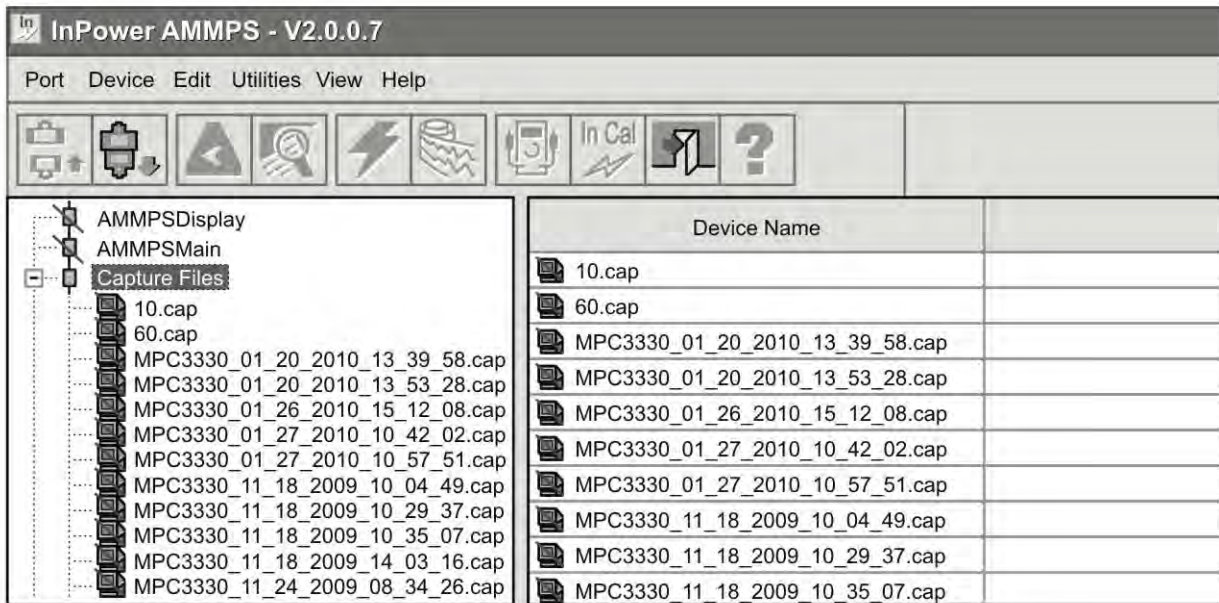 In
InPower AMMPS - V2.0.0.7
Port Device Edit Utilities View Help
In Cal
?
AMMPSDisplay
AMMPSMain
Capture Files
10.cap
60.cap
MPC3330_01_20_2010_13_39_58.cap
MPC3330_01_20_2010_13_53_28.cap
MPC3330_01_26_2010_15_12_08.cap
MPC3330_01_27_2010_10_42_02.cap
MPC3330_01_27_2010_10_57_51.cap
MPC3330_11_18_2009_10_04_49.cap
MPC3330_11_18_2009_10_29_37.cap
MPC3330_11_18_2009_10_35_07.cap
MPC3330_11_18_2009_14_03_16.cap
MPC3330_11_24_2009_08_34_26.cap
Device Name
10.cap
60.cap
MPC3330_01_20_2010_13_39_58.cap
MPC3330_01_20_2010_13_53_28.cap
MPC3330_01_26_2010_15_12_08.cap
MPC3330_01_27_2010_10_42_02.cap
MPC3330_01_27_2010_10_57_51.cap
MPC3330_11_18_2009_10_04_49.cap
MPC3330_11_18_2009_10_29_37.cap
MPC3330_11_18_2009_10_35_07.cap